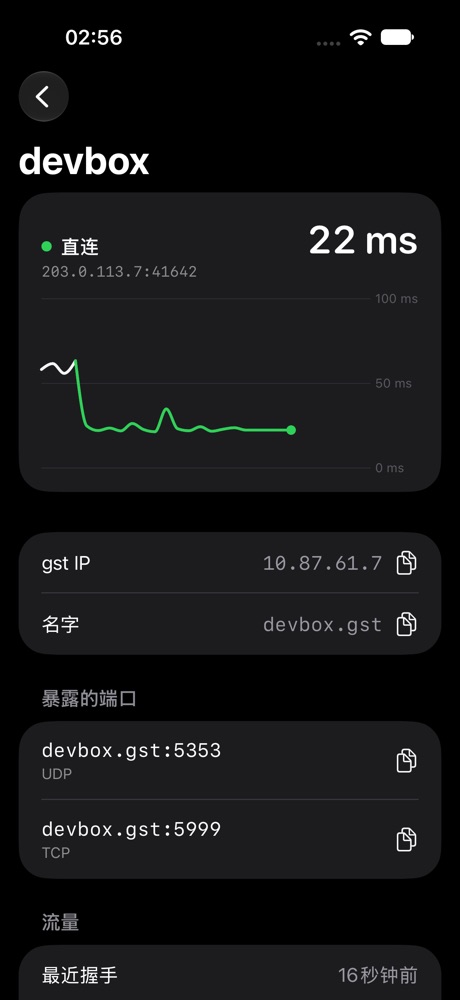 02:56
devbox
直连
22 ms
203.0.113.7:41642
100 ms
50 ms
0 ms
gst IP
10.87.61.7
名字
devbox.gst
暴露的端口
devbox.gst:5353
UDP
devbox.gst:5999
TCP
流量
最近握手
16秒钟前